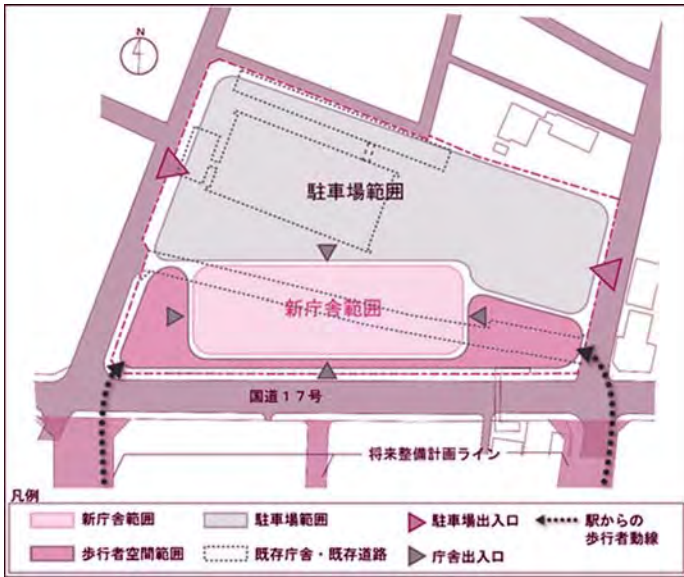 N
駐車場範囲
新庁舎範囲
国道17号
将来整備計画ライン
凡例
新庁舎範囲
駐車場範囲
駐車場出入口
駅からの
歩行者動線
歩行者空間範囲
既存庁舎・既存道路
庁舎出入口